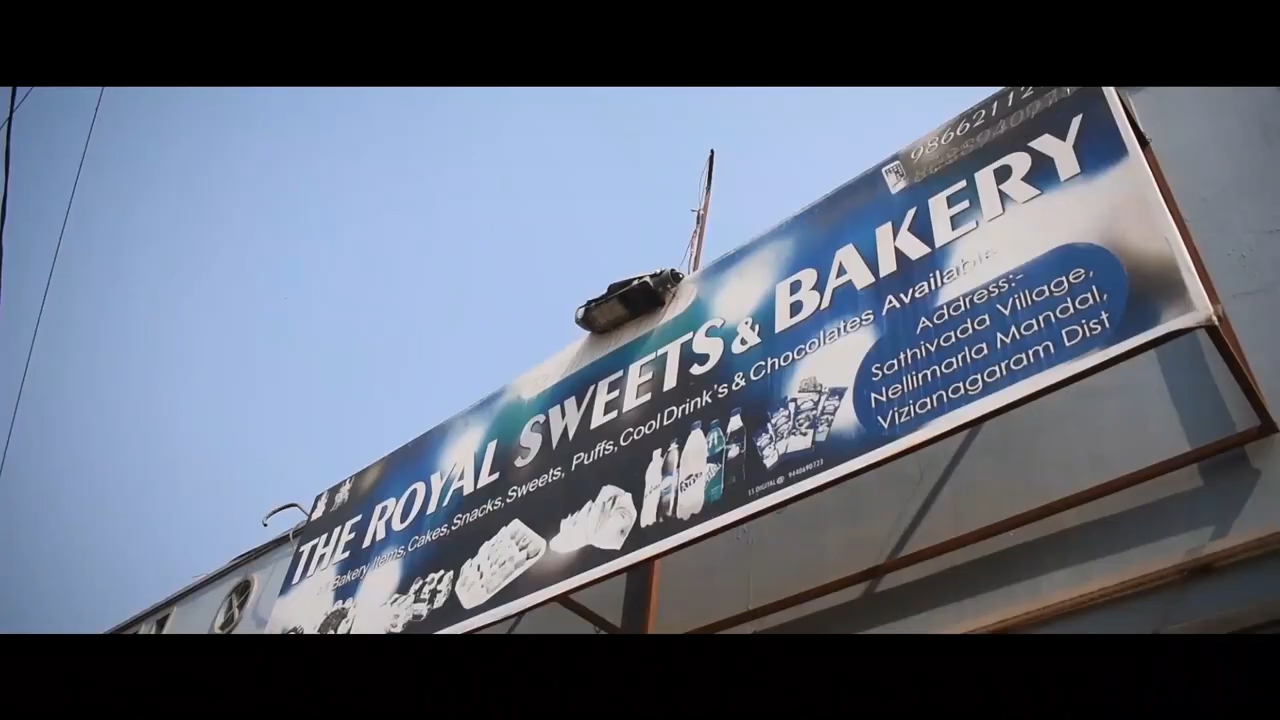 THE ROYAL SWEETS & BAKERY
Bakery Items, Cakes, Snacks, Sweets, Puffs, Cool Drink's & Chocolates Available
Address:-
Sathivada Village,
Nellimarla Mandal,
Vizianagaram Dist